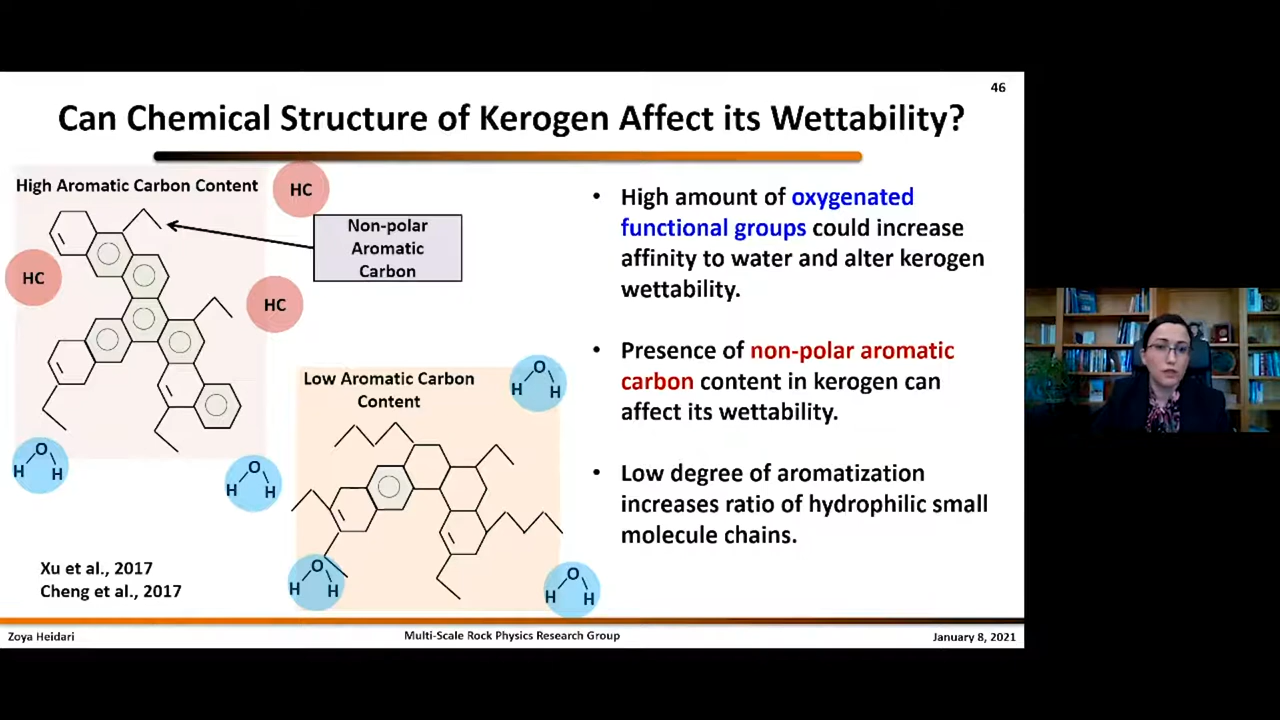 46
Can Chemical Structure of Kerogen Affect its Wettability?
High Aromatic Carbon Content
HC
HC
HC
Non-polar
Aromatic
Carbon
O
H H
O
H H
Low Aromatic Carbon
Content
O
H H
O
H H
O
H H
• High amount of oxygenated
functional groups could increase
affinity to water and alter kerogen
wettability.
• Presence of non-polar aromatic
carbon content in kerogen can
affect its wettability.
• Low degree of aromatization
increases ratio of hydrophilic small
molecule chains.
Xu et al., 2017
Cheng et al., 2017
Zoya Heidari
Multi-Scale Rock Physics Research Group
January 8, 2021